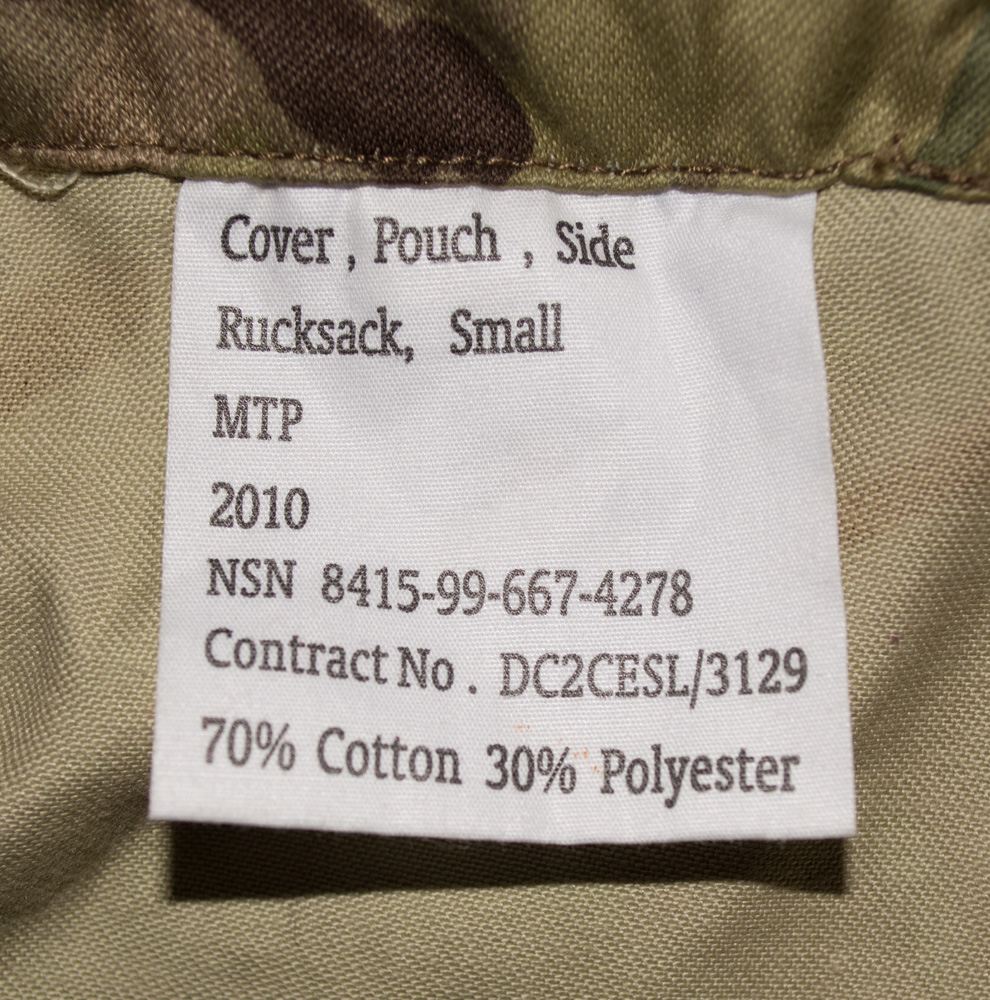 Cover , Pouch , Side
Rucksack, Small
MTP
2010
NSN 8415-99-667-4278
Contract No . DC2CESL/3129
70% Cotton 30% Polyester